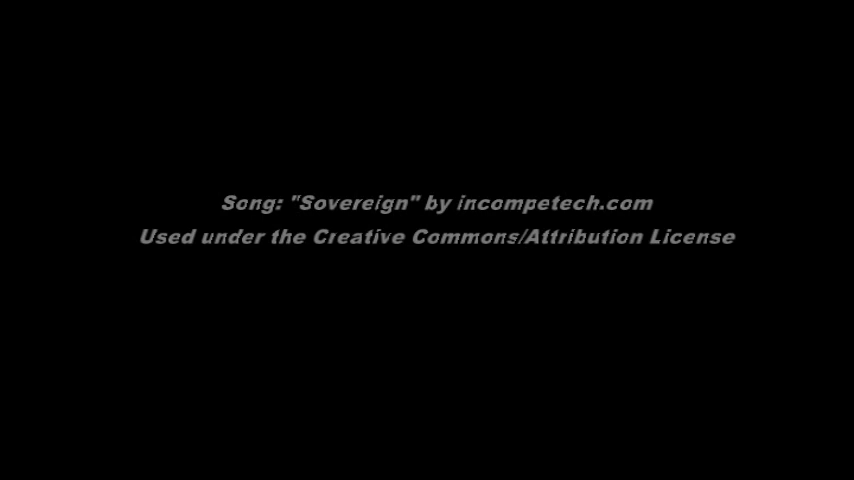 Song: "Sovereign" by incompetech.com
Used under the Creative Commons/Attribution License